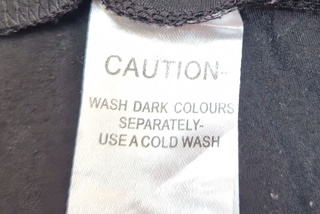 CAUTION-
WASH DARK COLOURS
SEPARATELY-
USE A COLD WASH